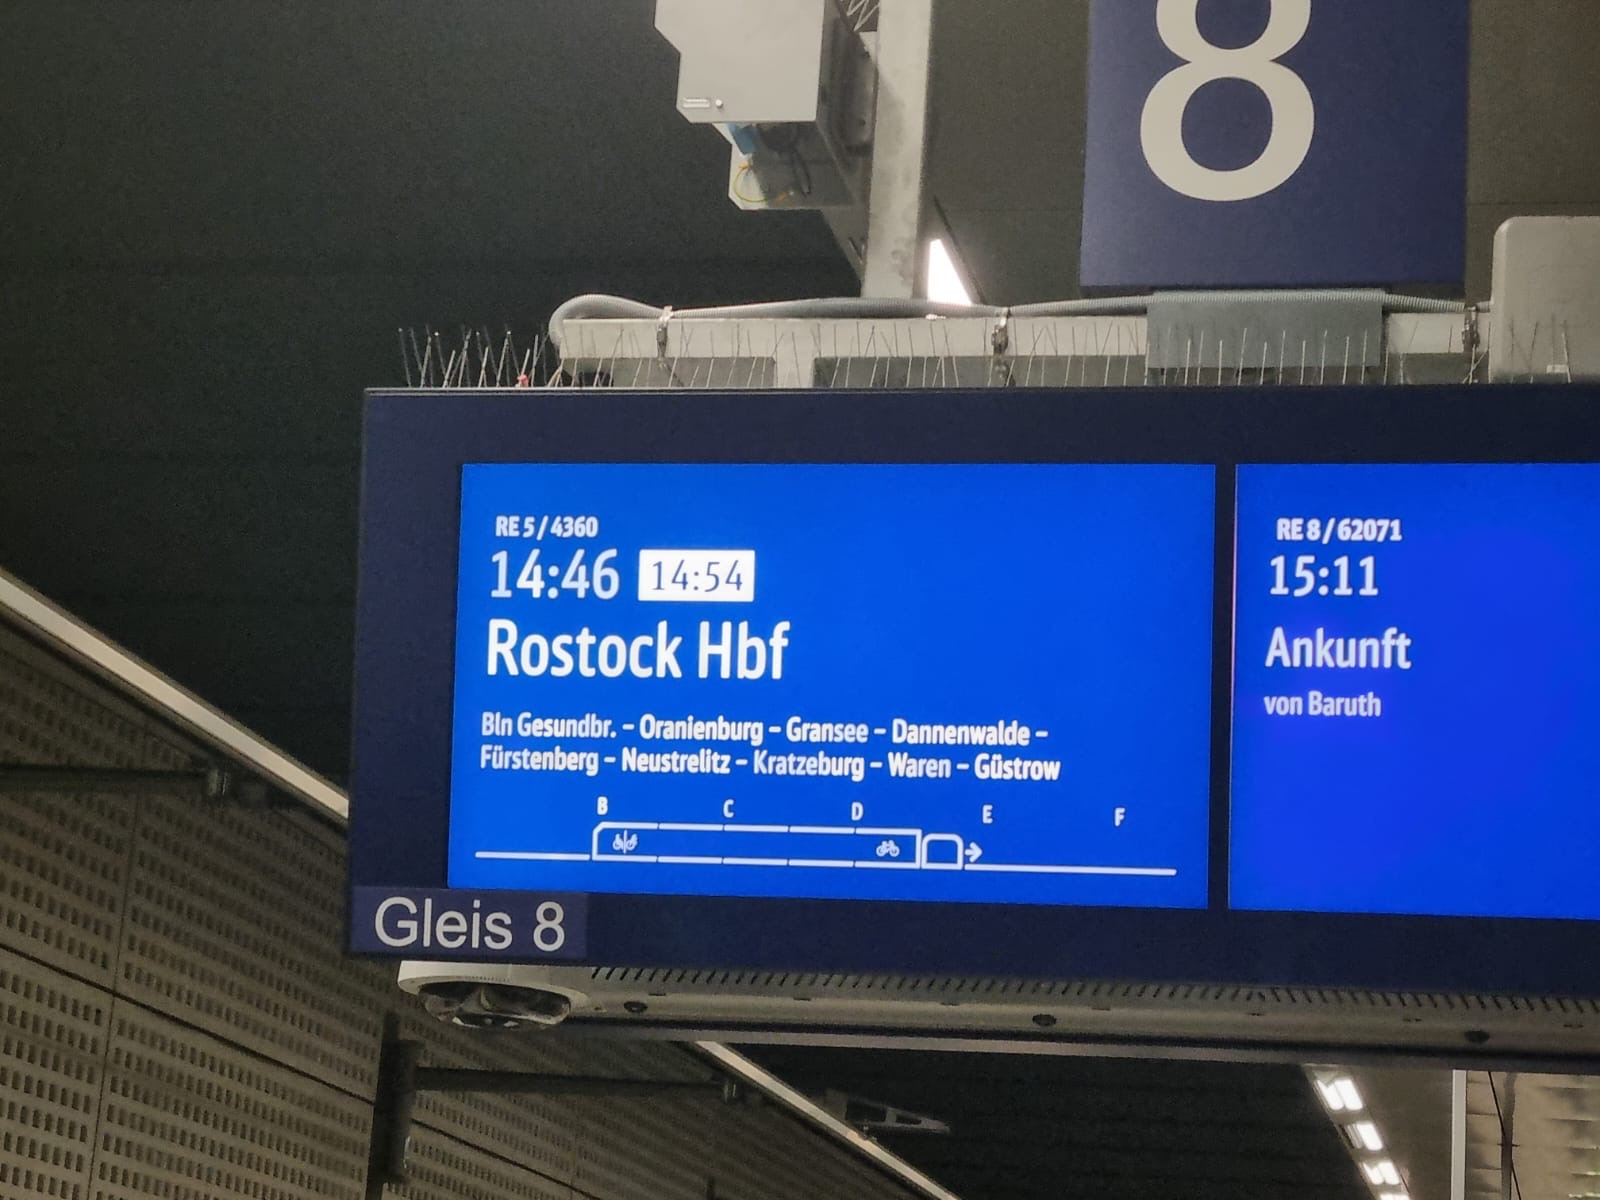 8
RE 5 / 4360
14:46 14:54
Rostock Hbf
Bln Gesundbr. – Oranienburg – Gransee – Dannenwalde –
Fürstenberg – Neustrelitz – Kratzeburg – Waren – Güstrow
B C D E F
RE 8 / 62071
15:11
Ankunft
von Baruth
Gleis 8